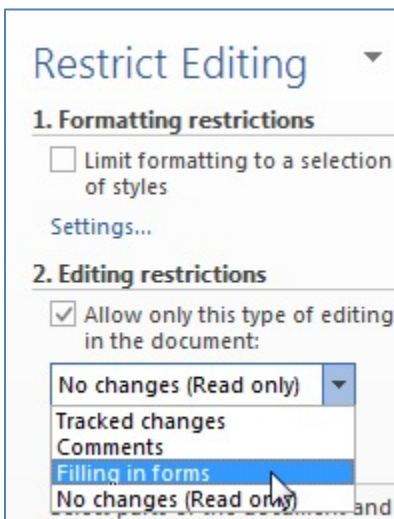 Restrict Editing
1. Formatting restrictions
Limit formatting to a selection
of styles
Settings...
2. Editing restrictions
Allow only this type of editing
in the document:
No changes (Read only)
Tracked changes
Comments
Filling in forms
No changes (Read only)
and